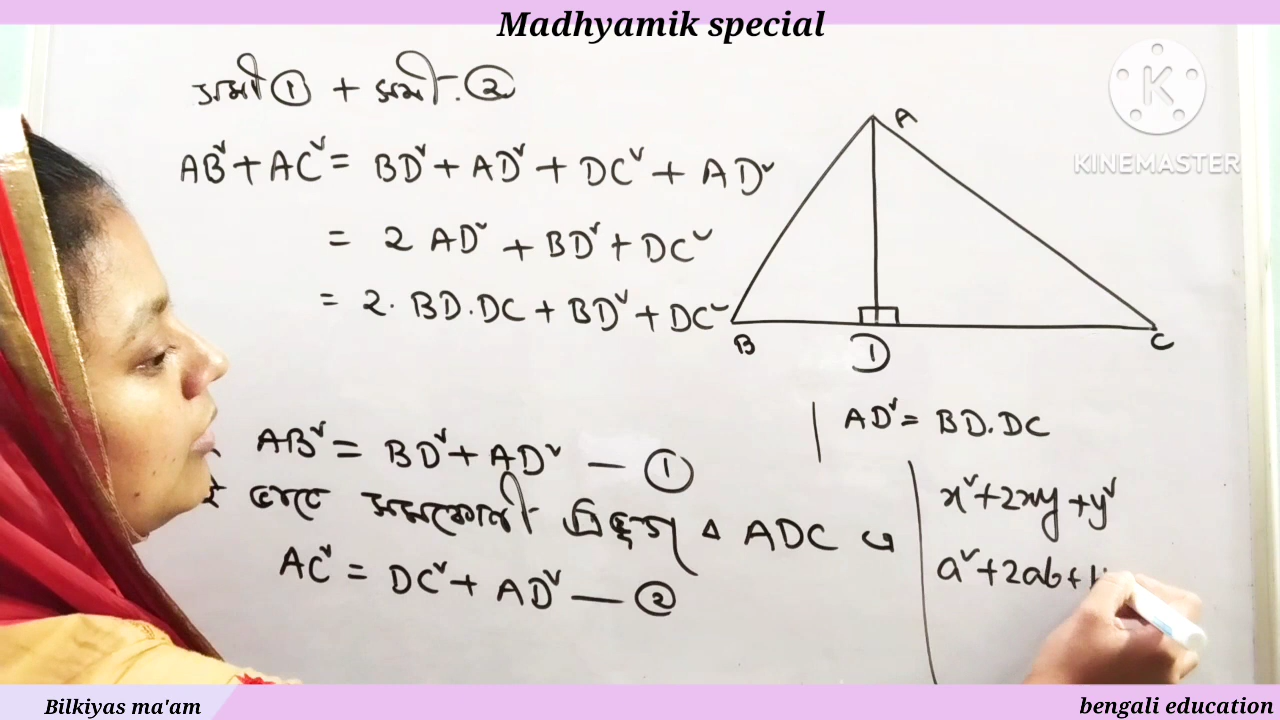 Madhyamik special
সমী ① + সমী. ②
AB² + AC² = BD² + AD² + DC² + AD²
= 2 AD² + BD² + DC²
= 2. BD.DC + BD² + DC²
A
B
D
C
K
KINEMASTER
AD² = BD.DC
AB² = BD² + AD² — ①
সমকোণী ত্রিভুজ △ ADC এ
AC² = DC² + AD² — ②
x² + 2xy + y²
a² + 2ab +
Bilkiyas ma'am
bengali education